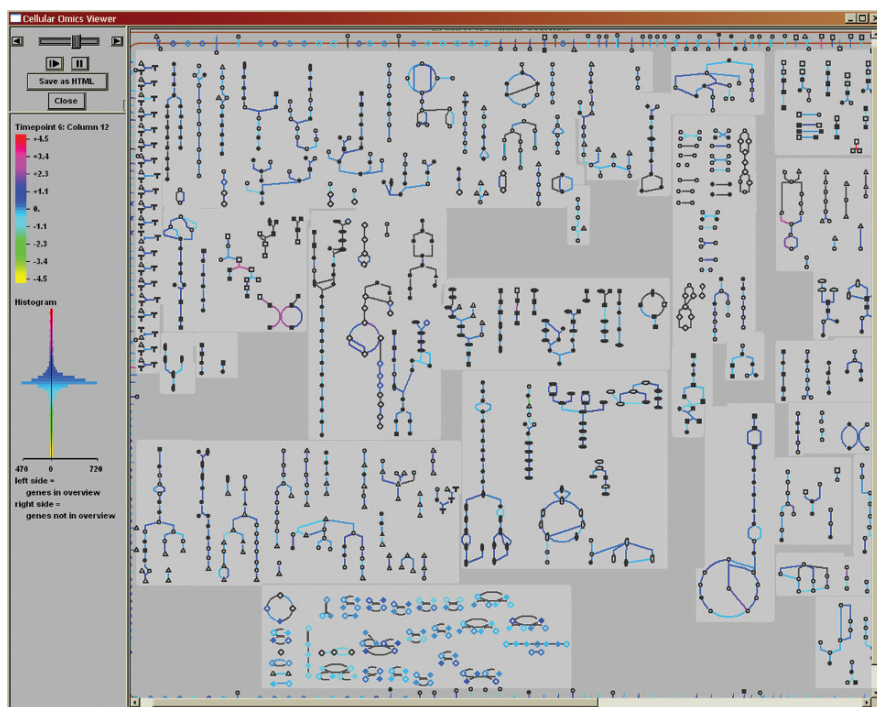 Cellular Omics Viewer
Save as HTML
Close
Timepoint 6: Column 12
+4.5
+3.4
+2.3
+1.1
0.
-1.1
-2.3
-3.4
-4.5
Histogram
470 0 720
left side =
genes in overview
right side =
genes not in overview